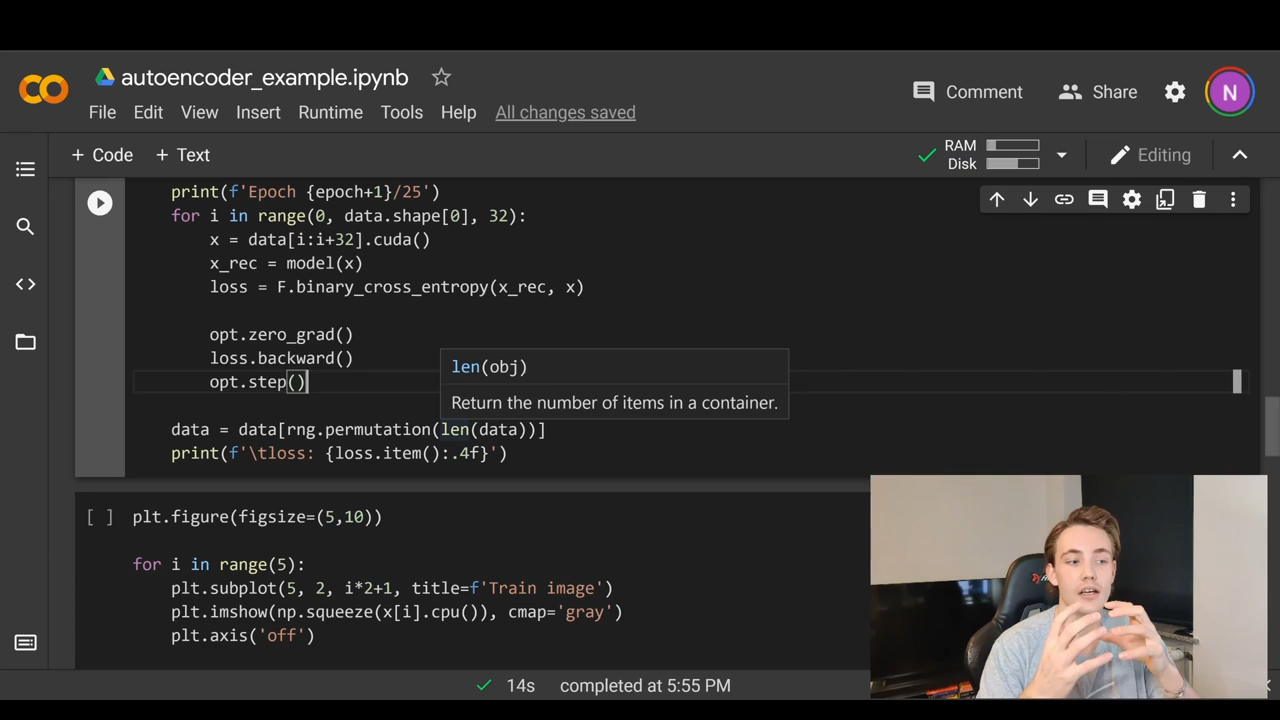 autoencoder_example.ipynb
File Edit View Insert Runtime Tools Help All changes saved
Comment Share N
+ Code + Text
RAM
Disk
Editing
print(f'Epoch {epoch+1}/25')
for i in range(0, data.shape[0], 32):
x = data[i:i+32].cuda()
x_rec = model(x)
loss = F.binary_cross_entropy(x_rec, x)
opt.zero_grad()
loss.backward()
opt.step()
len(obj)
Return the number of items in a container.
data = data[rng.permutation(len(data))]
print(f'\tloss: {loss.item():.4f}')
[ ] plt.figure(figsize=(5,10))
for i in range(5):
plt.subplot(5, 2, i*2+1, title=f'Train image')
plt.imshow(np.squeeze(x[i].cpu()), cmap='gray')
plt.axis('off')
14s completed at 5:55 PM